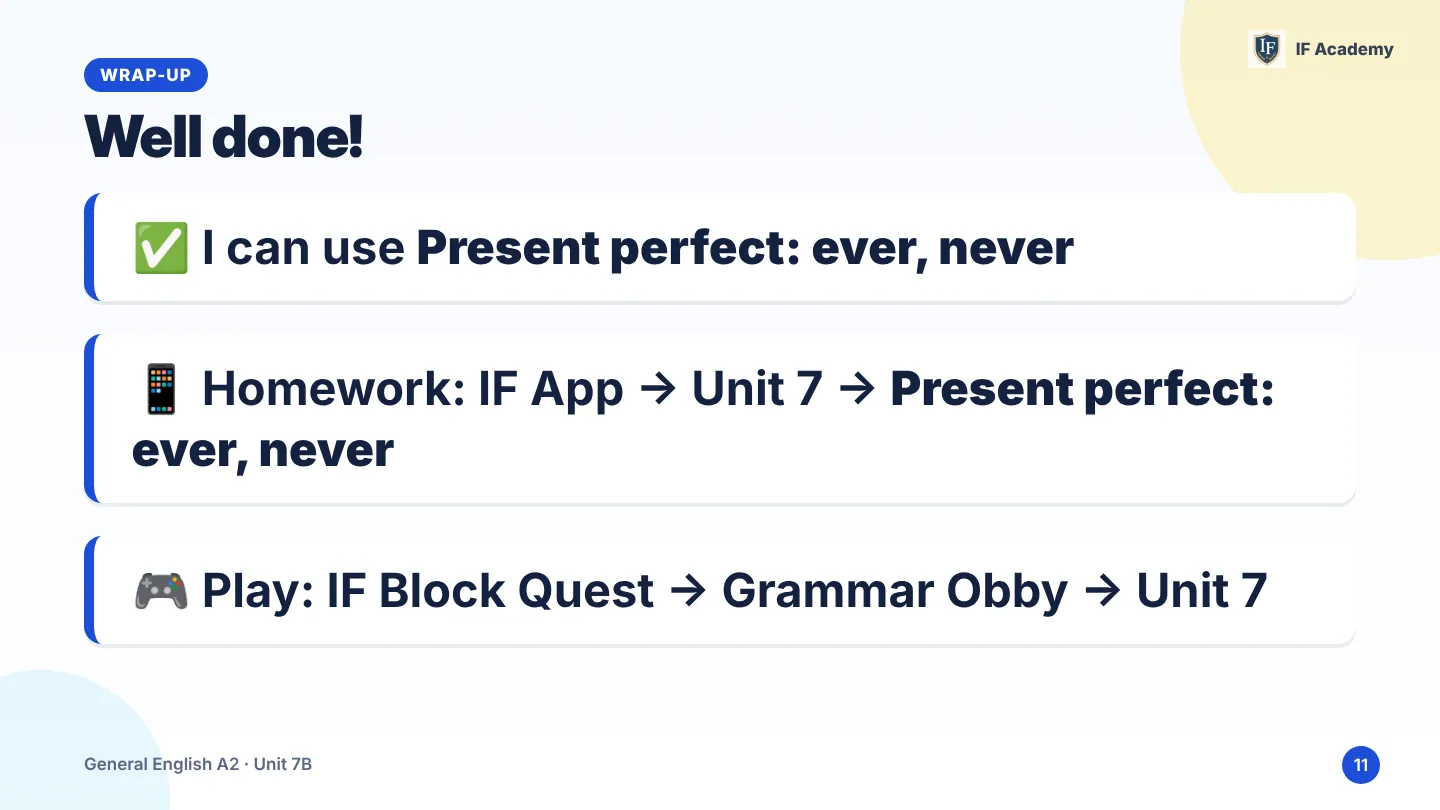 IF Academy
WRAP-UP
Well done!
✅ I can use Present perfect: ever, never
📱 Homework: IF App → Unit 7 → Present perfect:
ever, never
🎮 Play: IF Block Quest → Grammar Obby → Unit 7
General English A2 · Unit 7B
11